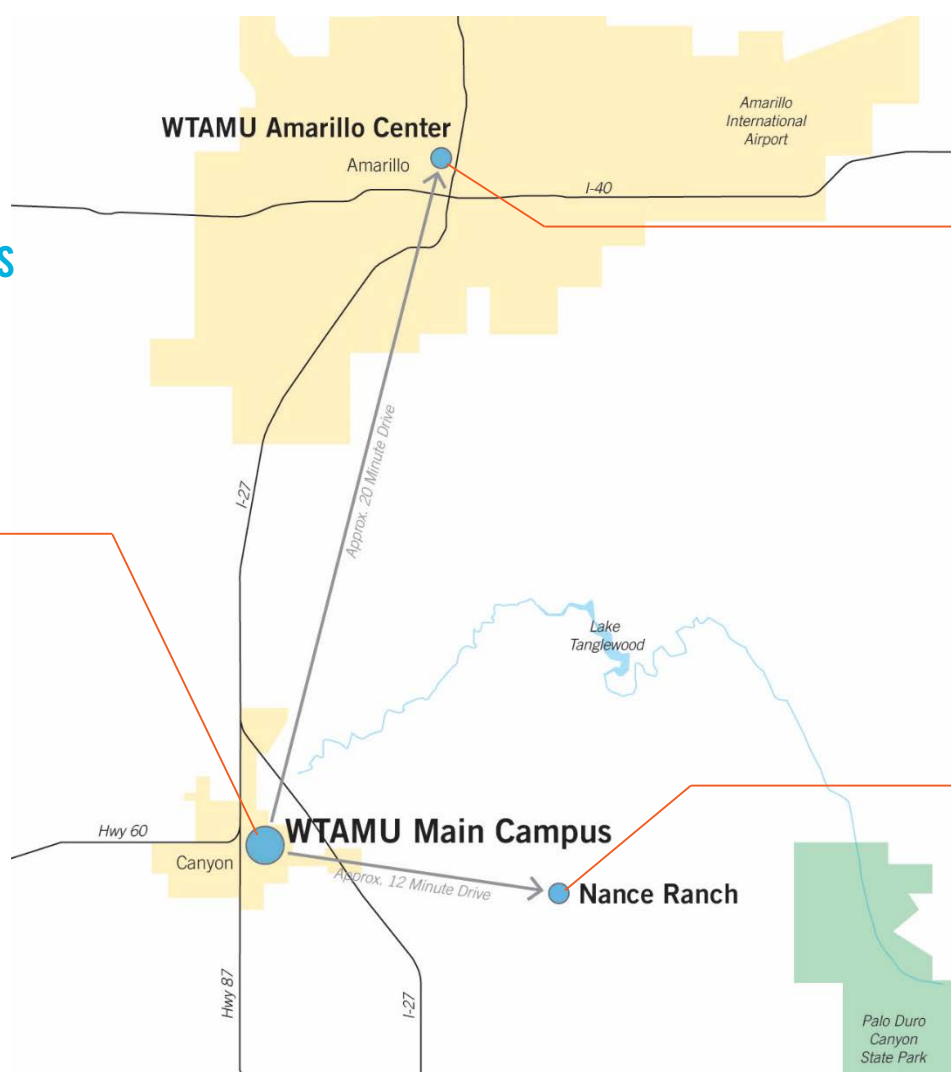 Amarillo
International
Airport
WTAMU Amarillo Center
Amarillo
I-40
S
Approx. 20 Minute Drive
I-27
Lake
Tanglewood
Hwy 60
WTAMU Main Campus
Canyon
Approx. 12 Minute Drive
Nance Ranch
Hwy 87
I-27
Palo Duro
Canyon
State Park